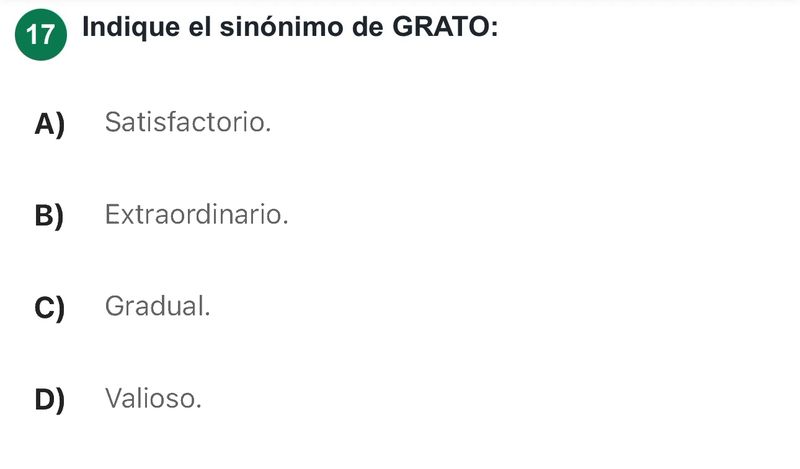 17 Indique el sinónimo de GRATO:
A) Satisfactorio.
B) Extraordinario.
C) Gradual.
D) Valioso.